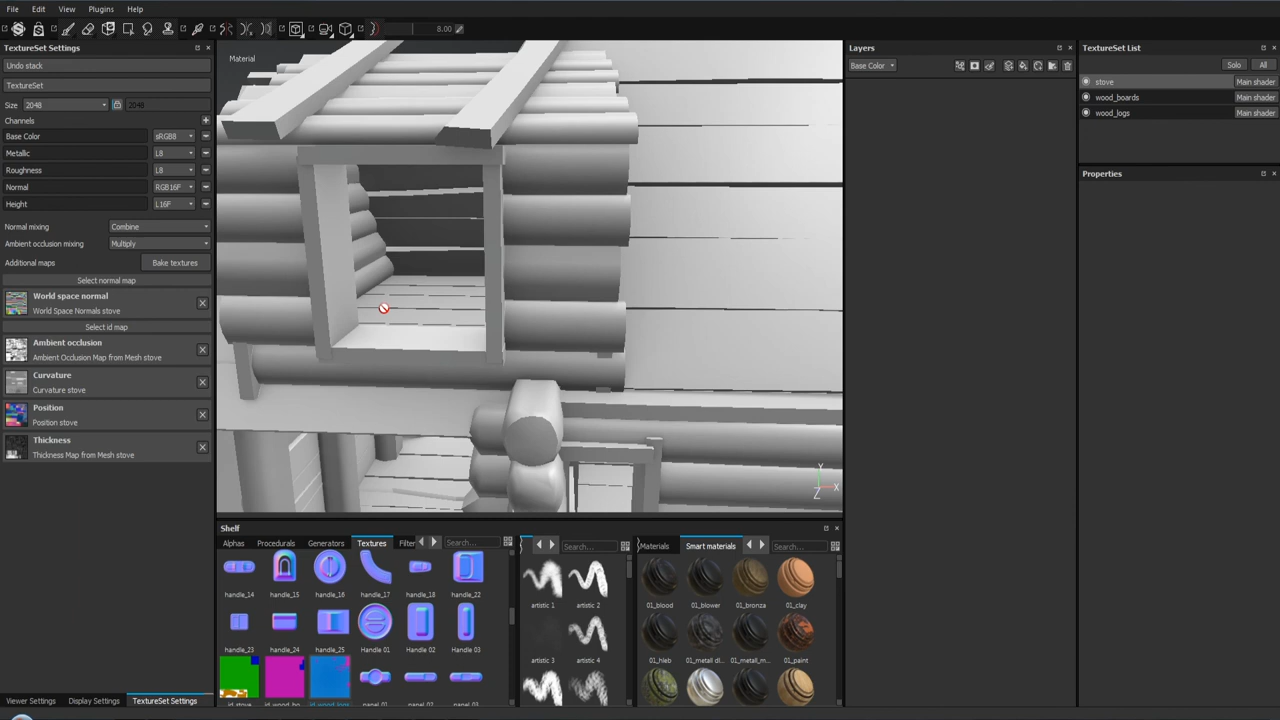 File Edit View Plugins Help
8.00
TextureSet Settings
Undo stack
TextureSet
Size 2048 2048
Channels
Base Color sRGB8
Metallic L8
Roughness L8
Normal RGB16F
Height L16F
Normal mixing Combine
Ambient occlusion mixing Multiply
Additional maps Bake textures
Select normal map
World space normal
World Space Normals stove
Select id map
Ambient occlusion
Ambient Occlusion Map from Mesh stove
Curvature
Curvature stove
Position
Position stove
Thickness
Thickness Map from Mesh stove
Viewer Settings Display Settings TextureSet Settings
Material
Y
X
Z
Shelf
Alphas Procedurals Generators Textures Filter Search...
handle_14 handle_15 handle_16 handle_17 handle_18 handle_22
handle_23 handle_24 handle_25 Handle 01 Handle 02 Handle 03
Search...
artistic 1 artistic 2
artistic 3 artistic 4
Materials Smart materials Search...
01_blood 01_blower 01_bronza 01_clay
01_hleb 01_metall dl... 01_metall_m... 01_paint
Layers
Base Color
TextureSet List
Solo All
stove Main shader
wood_boards Main shader
wood_logs Main shader
Properties